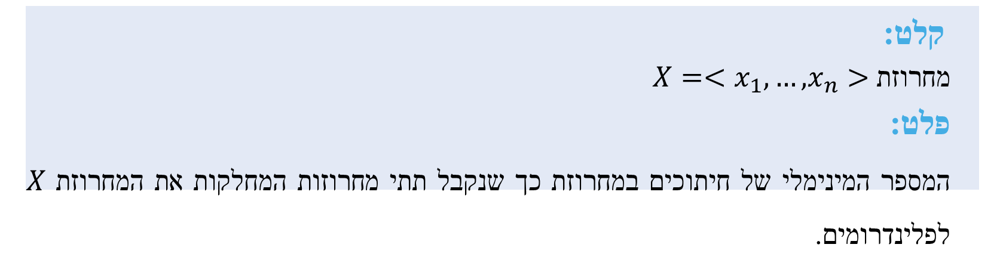 קלט:
מחרוזת X =< x₁, … , xₙ >
פלט:
המספר המינימלי של חיתוכים במחרוזת כך שנקבל תתי מחרוזות המחלקות את המחרוזת X
לפלינדרומים.